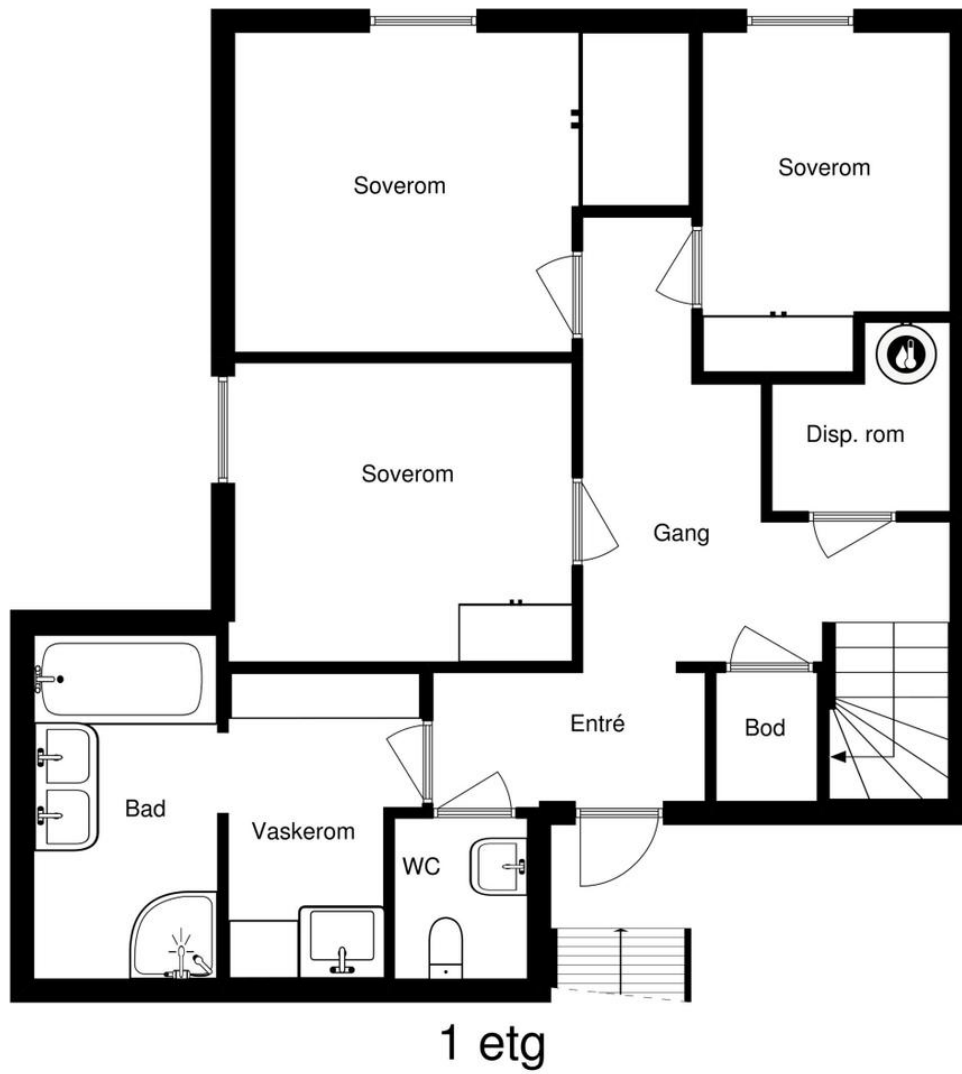 Soverom
Soverom
Disp. rom
Soverom
Gang
Entré
Bod
Bad
Vaskerom
WC
1 etg